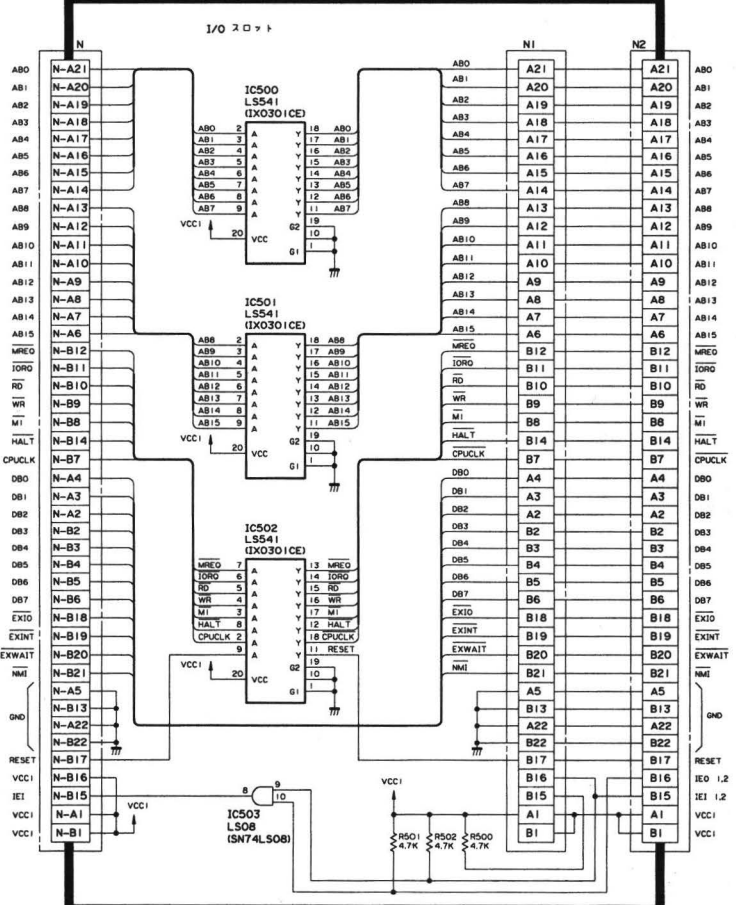 I/O スロット
N
N1
N2
AB0 N-A21 AB0 A21 A21 AB0
AB1 N-A20 AB1 A20 A20 AB1
AB2 N-A19 AB2 A19 A19 AB2
AB3 N-A18 AB3 A18 A18 AB3
AB4 N-A17 AB4 A17 A17 AB4
AB5 N-A16 AB5 A16 A16 AB5
AB6 N-A15 AB6 A15 A15 AB6
AB7 N-A14 AB7 A14 A14 AB7
AB8 N-A13 AB8 A13 A13 AB8
AB9 N-A12 AB9 A12 A12 AB9
AB10 N-A11 AB10 A11 A11 AB10
AB11 N-A10 AB11 A10 A10 AB11
AB12 N-A9 AB12 A9 A9 AB12
AB13 N-A8 AB13 A8 A8 AB13
AB14 N-A7 AB14 A7 A7 AB14
AB15 N-A6 AB15 A6 A6 AB15
MREQ N-B12 MREQ B12 B12 MREQ
IORQ N-B11 IORQ B11 B11 IORQ
RD N-B10 RD B10 B10 RD
WR N-B9 WR B9 B9 WR
M1 N-B8 M1 B8 B8 M1
HALT N-B14 HALT B14 B14 HALT
CPUCLK N-B7 CPUCLK B7 B7 CPUCLK
DB0 N-A4 DB0 A4 A4 DB0
DB1 N-A3 DB1 A3 A3 DB1
DB2 N-A2 DB2 A2 A2 DB2
DB3 N-B2 DB3 B2 B2 DB3
DB4 N-B3 DB4 B3 B3 DB4
DB5 N-B4 DB5 B4 B4 DB5
DB6 N-B5 DB6 B5 B5 DB6
DB7 N-B6 DB7 B6 B6 DB7
EXIO N-B18 EXIO B18 B18 EXIO
EXINT N-B19 EXINT B19 B19 EXINT
EXWAIT N-B20 EXWAIT B20 B20 EXWAIT
NMI N-B21 NMI B21 B21 NMI
N-A5 A5 A5
GND N-B13 B13 B13 GND
N-A22 A22 A22
N-B22 B22 B22
RESET N-B17 B17 B17 RESET
VCC1 N-B16 B16 B16 IEO 1,2
IEI N-B15 B15 B15 IEI 1,2
VCC1 N-A1 A1 A1 VCC1
VCC1 N-B1 B1 B1 VCC1
IC500
LS541
(IX0301CE)
AB0 2 A Y 18 AB0
AB1 3 A Y 17 AB1
AB2 4 A Y 16 AB2
AB3 5 A Y 15 AB3
AB4 6 A Y 14 AB4
AB5 7 A Y 13 AB5
AB6 8 A Y 12 AB6
AB7 9 A Y 11 AB7
VCC1 20 VCC G2 19
10
G1 1
IC501
LS541
(IX0301CE)
AB8 2 A Y 18 AB8
AB9 3 A Y 17 AB9
AB10 4 A Y 16 AB10
AB11 5 A Y 15 AB11
AB12 6 A Y 14 AB12
AB13 7 A Y 13 AB13
AB14 8 A Y 12 AB14
AB15 9 A Y 11 AB15
VCC1 20 VCC G2 19
10
G1 1
IC502
LS541
(IX0301CE)
MREQ 7 A Y 13 MREQ
IORQ 6 A Y 14 IORQ
RD 5 A Y 15 RD
WR 4 A Y 16 WR
M1 3 A Y 17 M1
HALT 8 A Y 12 HALT
CPUCLK 2 A Y 18 CPUCLK
9 A Y 11 RESET
VCC1 20 VCC G2 19
10
G1 1
VCC1
8
9
10
IC503
LS08
(SN74LS08)
VCC1
R501
4.7K
R502
4.7K
R500
4.7K